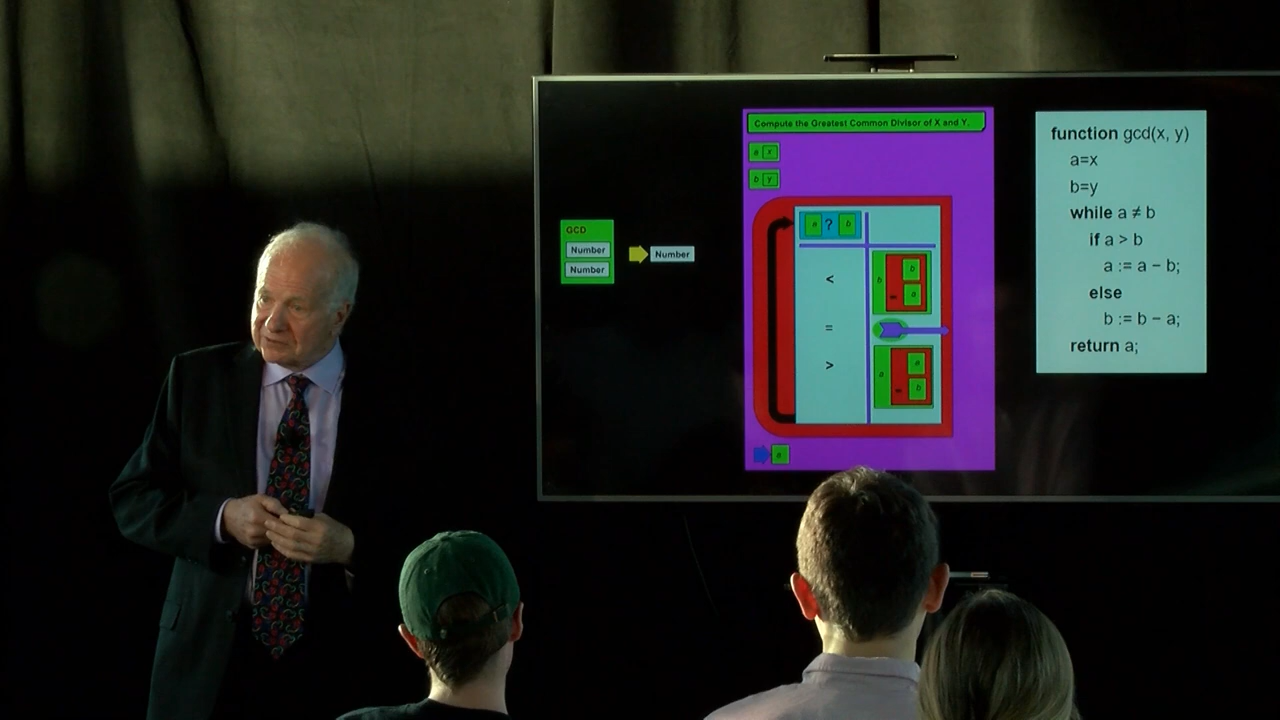 GCD
Number
Number
Number
Compute the Greatest Common Divisor of X and Y.
a x
b y
a ? b
<
b
b
- a
=
>
a
a
- b
a
function gcd(x, y)
a=x
b=y
while a ≠ b
if a > b
a := a − b;
else
b := b − a;
return a;